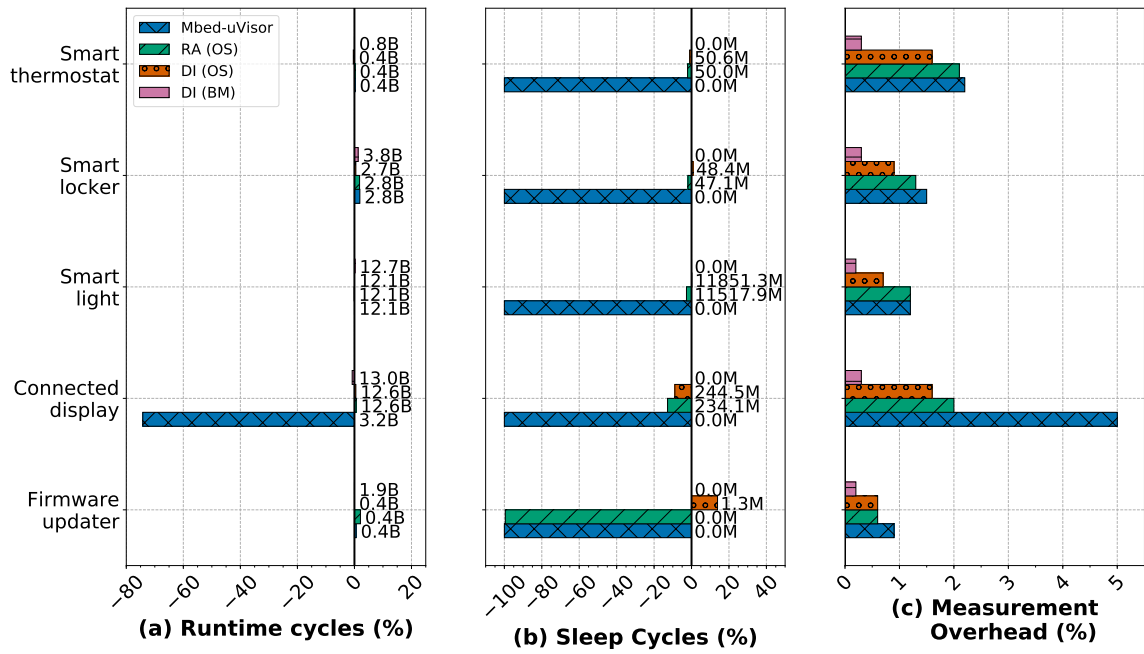 Mbed-uVisor
RA (OS)
DI (OS)
DI (BM)
Smart
thermostat
Smart
locker
Smart
light
Connected
display
Firmware
updater
0.8B
0.4B
0.4B
0.4B
3.8B
2.7B
2.8B
2.8B
12.7B
12.1B
12.1B
12.1B
13.0B
12.6B
12.6B
3.2B
1.9B
0.4B
0.4B
0.4B
−80
−60
−40
−20
0
20
(a) Runtime cycles (%)
0.0M
50.6M
50.0M
0.0M
0.0M
48.4M
47.1M
0.0M
0.0M
11851.3M
11517.9M
0.0M
0.0M
244.5M
234.1M
0.0M
0.0M
1.3M
0.0M
0.0M
−100
−80
−60
−40
−20
0
20
40
(b) Sleep Cycles (%)
0
1
2
3
4
5
(c) Measurement
Overhead (%)